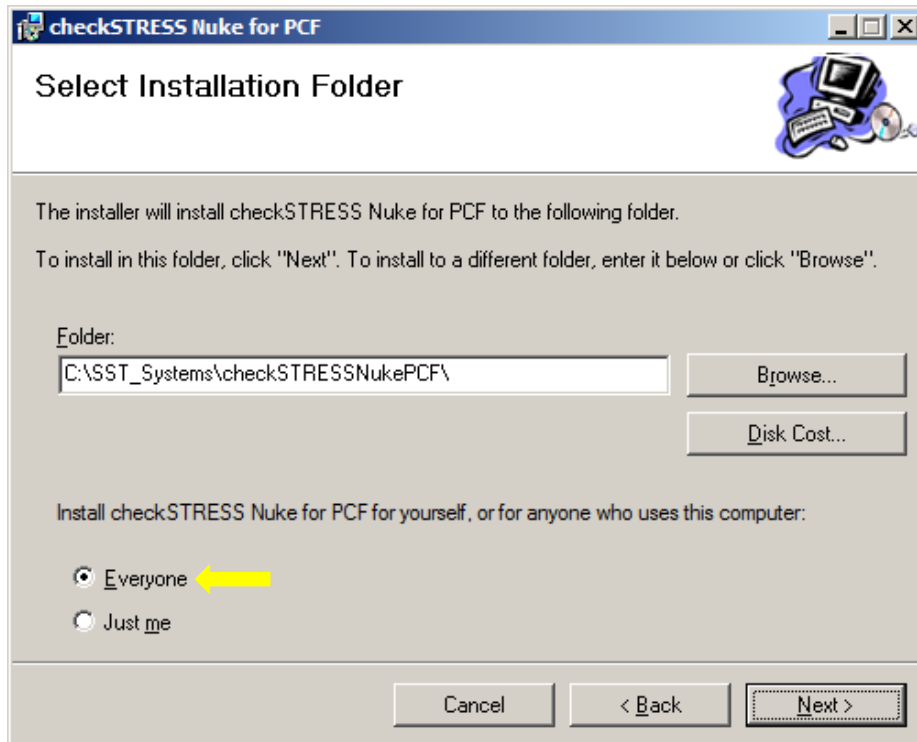 checkSTRESS Nuke for PCF
Select Installation Folder
The installer will install checkSTRESS Nuke for PCF to the following folder.
To install in this folder, click "Next". To install to a different folder, enter it below or click "Browse".
Folder:
C:\SST_Systems\checkSTRESSNukePCF\
Browse...
Disk Cost...
Install checkSTRESS Nuke for PCF for yourself, or for anyone who uses this computer:
Everyone
Just me
Cancel
< Back
Next >